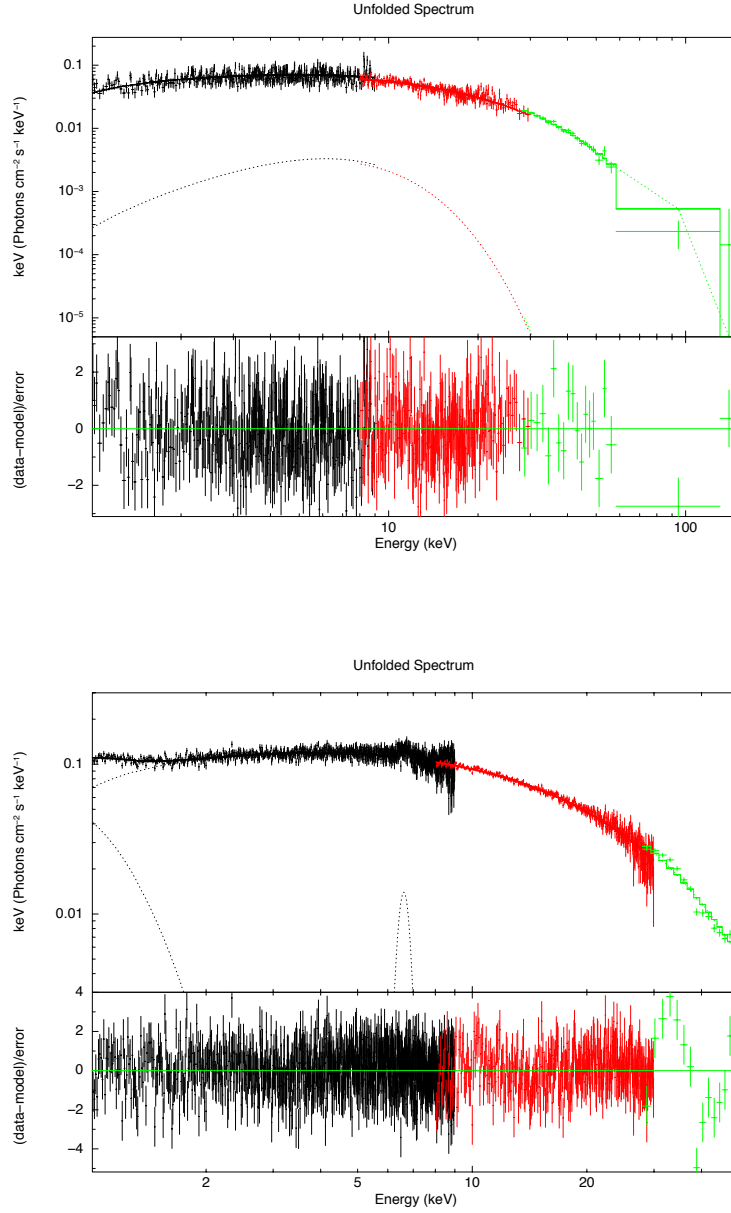 Unfolded Spectrum
keV (Photons cm⁻² s⁻¹ keV⁻¹)
0.1
0.01
10⁻³
10⁻⁴
10⁻⁵
(data−model)/error
2
0
−2
10
100
Energy (keV)
Unfolded Spectrum
keV (Photons cm⁻² s⁻¹ keV⁻¹)
0.1
0.01
(data−model)/error
4
2
0
−2
−4
2
5
10
20
Energy (keV)